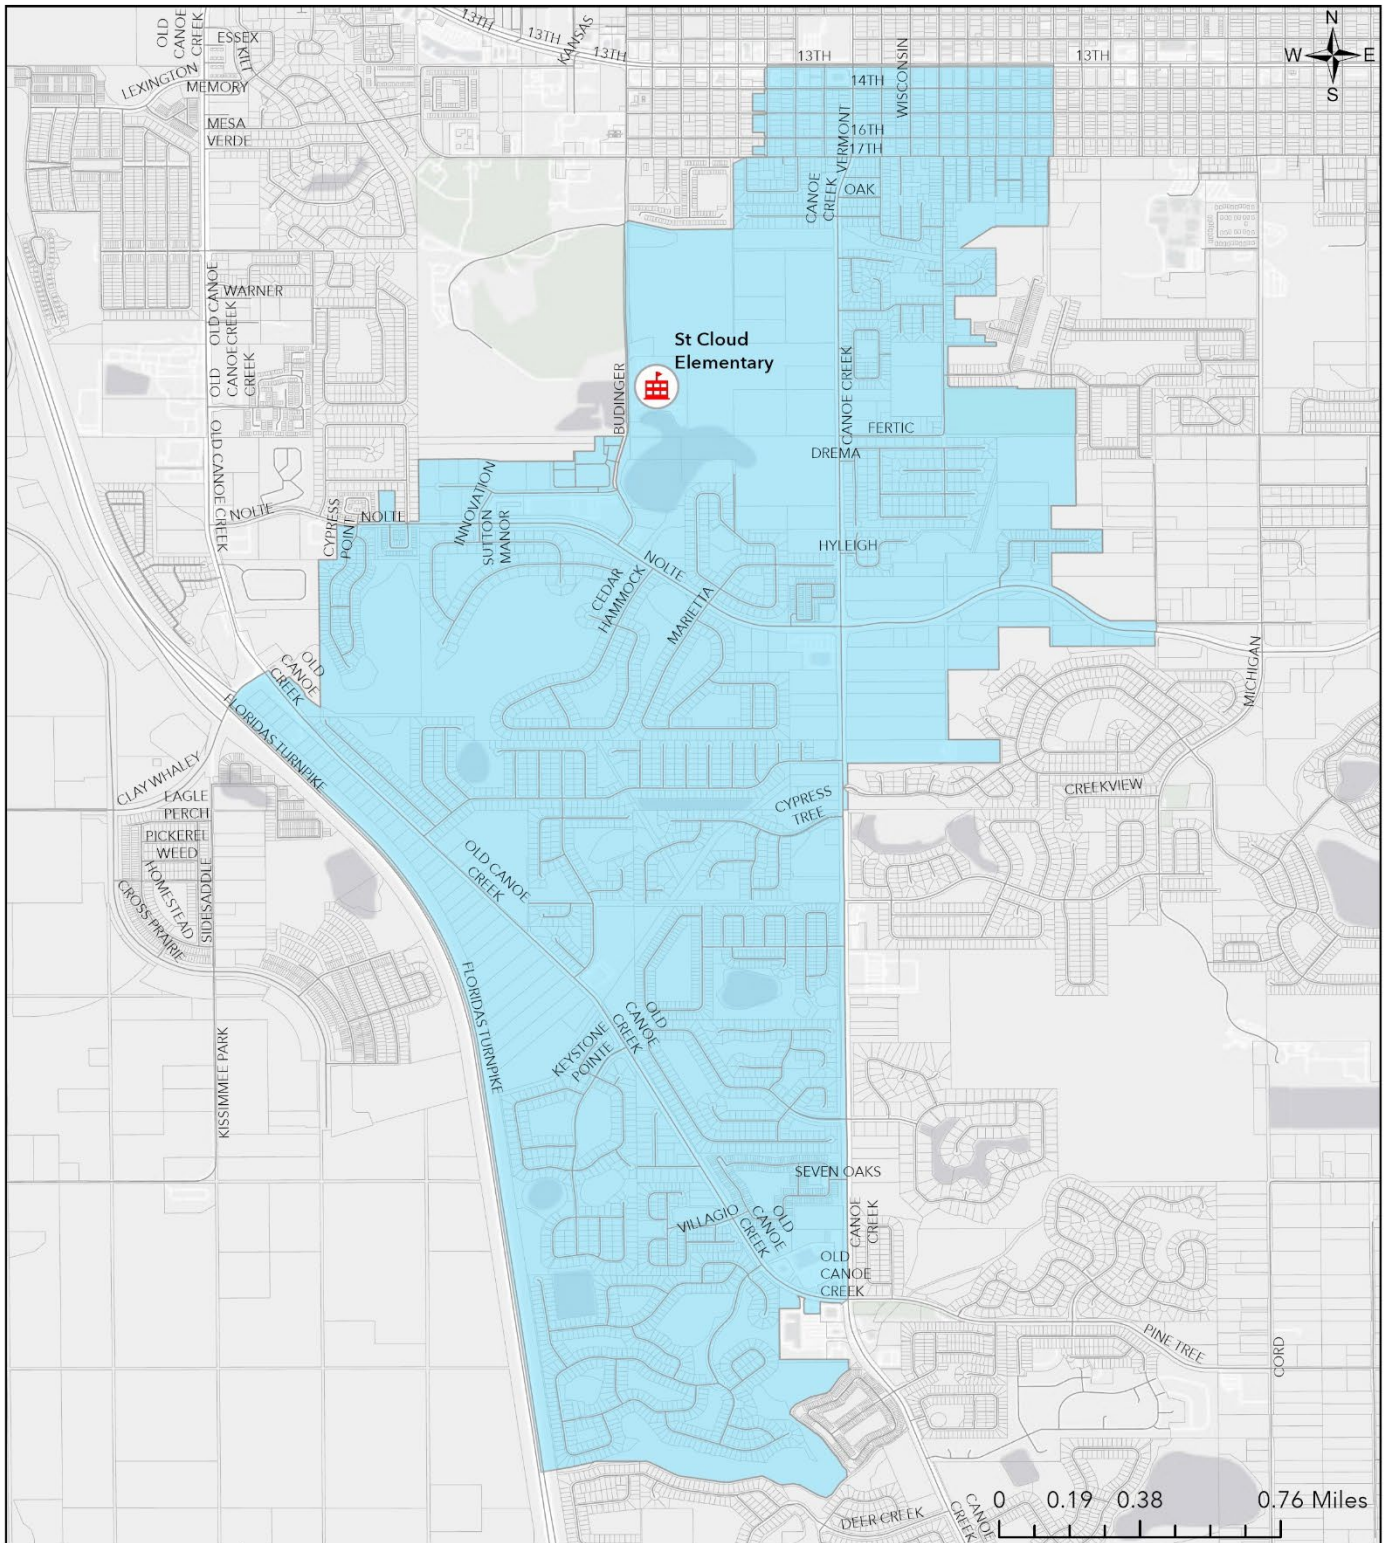 OLD
CANOE
CREEK
ESSEX
KILT
LEXINGTON
MEMORY
MESA
VERDE
13TH
13TH
13TH
KANSAS
13TH
13TH
14TH
WISCONSIN
16TH
17TH
VERMONT
CANOE
CREEK
OAK
N
W
E
S
WARNER
OLD CANOE
CREEK
OLD
CANOE
CREEK
St Cloud
Elementary
BUDINGER
CANOE CREEK
FERTIC
DREMA
OLD CANOE CREEK
NOLTE
CYPRESS
POINT
NOLTE
INNOVATION
SUTTON
MANOR
HYLEIGH
NOLTE
CEDAR
HAMMOCK
MARIETTA
MICHIGAN
OLD
CANOE
CREEK
FLORIDAS TURNPIKE
CLAY WHALEY
EAGLE
PERCH
PICKEREL
WEED
HOMESTEAD
SIDESADDLE
CROSS PRAIRIE
CREEKVIEW
CYPRESS
TREE
OLD CANOE
CREEK
FLORIDAS TURNPIKE
OLD
CANOE
CREEK
KEYSTONE
POINTE
KISSIMMEE PARK
SEVEN OAKS
VILLAGIO
OLD
CANOE
CREEK
CANOE
CREEK
OLD
CANOE
CREEK
PINE TREE
CORD
DEER CREEK
CANOE
CREEK
0 0.19 0.38 0.76 Miles